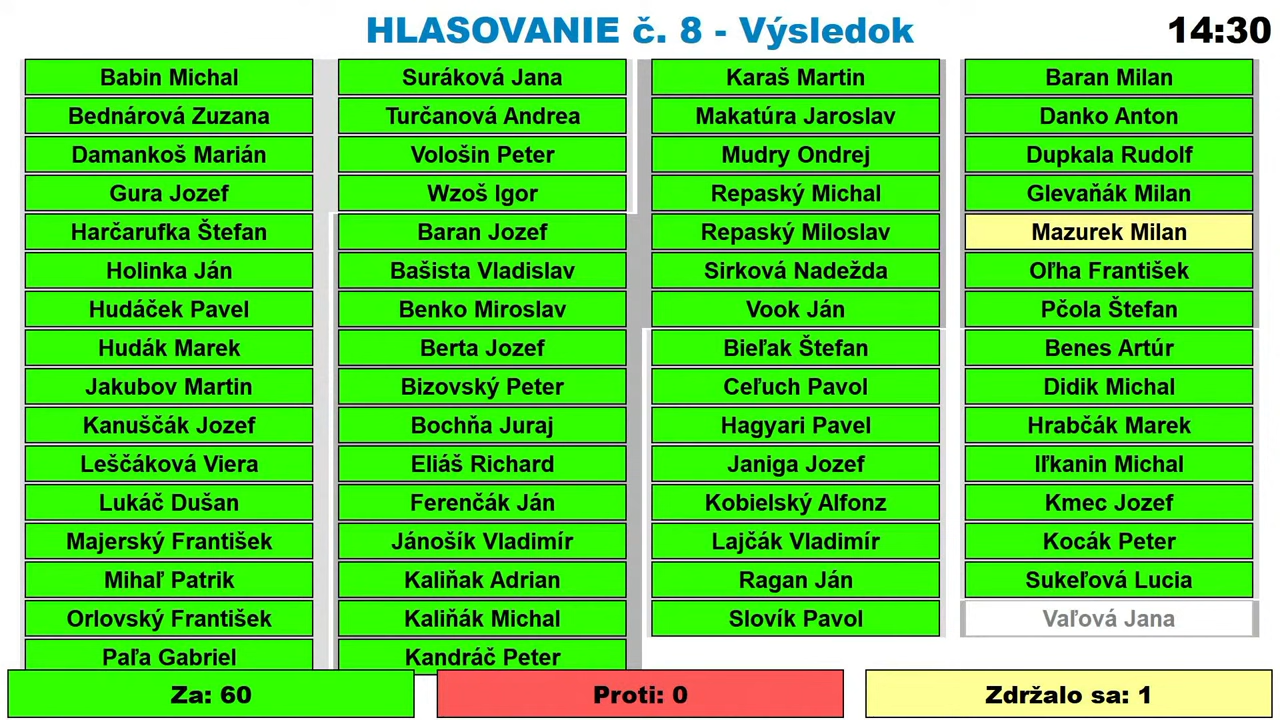 HLASOVANIE č. 8 - Výsledok
14:30
Babin Michal
Bednárová Zuzana
Damankoš Marián
Gura Jozef
Harčarufka Štefan
Holinka Ján
Hudáček Pavel
Hudák Marek
Jakubov Martin
Kanuščák Jozef
Leščáková Viera
Lukáč Dušan
Majerský František
Mihaľ Patrik
Orlovský František
Paľa Gabriel
Suráková Jana
Turčanová Andrea
Vološin Peter
Wzoš Igor
Baran Jozef
Bašista Vladislav
Benko Miroslav
Berta Jozef
Bizovský Peter
Bochňa Juraj
Eliáš Richard
Ferenčák Ján
Jánošík Vladimír
Kaliňak Adrian
Kaliňák Michal
Kandráč Peter
Karaš Martin
Makatúra Jaroslav
Mudry Ondrej
Repaský Michal
Repaský Miloslav
Sirková Nadežda
Vook Ján
Bieľak Štefan
Ceľuch Pavol
Hagyari Pavel
Janiga Jozef
Kobielský Alfonz
Lajčák Vladimír
Ragan Ján
Slovík Pavol
Baran Milan
Danko Anton
Dupkala Rudolf
Glevaňák Milan
Mazurek Milan
Oľha František
Pčola Štefan
Benes Artúr
Didik Michal
Hrabčák Marek
Iľkanin Michal
Kmec Jozef
Kocák Peter
Sukeľová Lucia
Vaľová Jana
Za: 60
Proti: 0
Zdržalo sa: 1